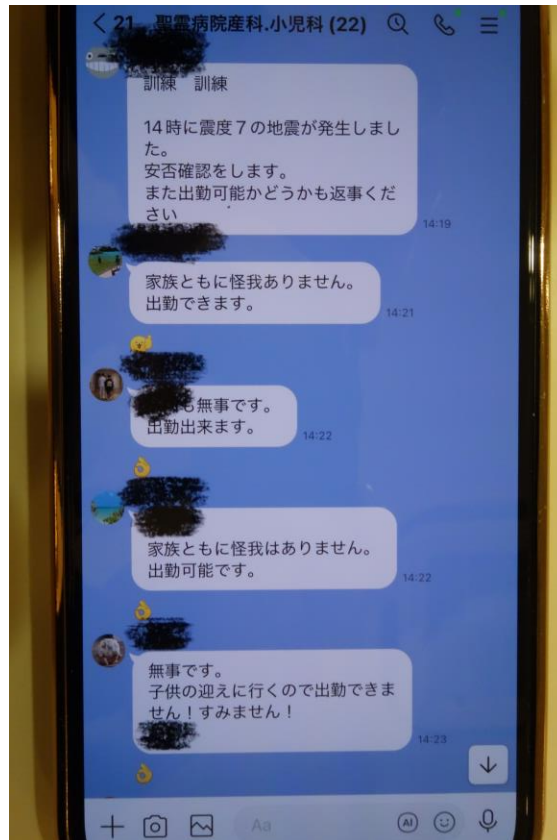 21 聖霊病院産科.小児科 (22)
訓練 訓練
14時に震度7の地震が発生しまし
た。
安否確認をします。
また出勤可能かどうかも返事くだ
さい
14:19
家族ともに怪我ありません。
出勤できます。
14:21
も無事です。
出勤出来ます。
14:22
家族ともに怪我はありません。
出勤可能です。
14:22
無事です。
子供の迎えに行くので出勤できま
せん！すみません！
14:23
Aa
AI